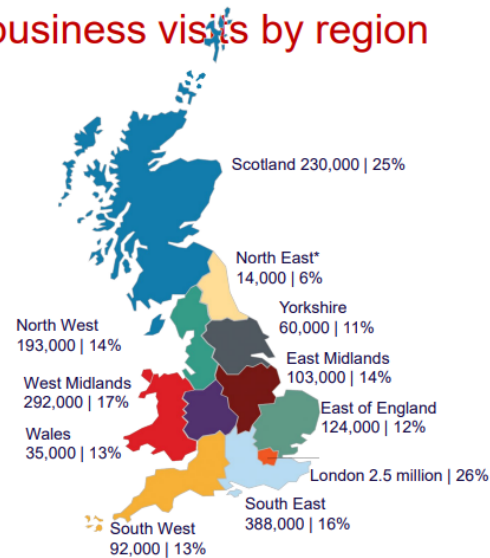 business visits by region
Scotland 230,000 | 25%
North East*
14,000 | 6%
Yorkshire
60,000 | 11%
North West
193,000 | 14%
East Midlands
103,000 | 14%
West Midlands
292,000 | 17%
East of England
124,000 | 12%
Wales
35,000 | 13%
London 2.5 million | 26%
South East
388,000 | 16%
South West
92,000 | 13%